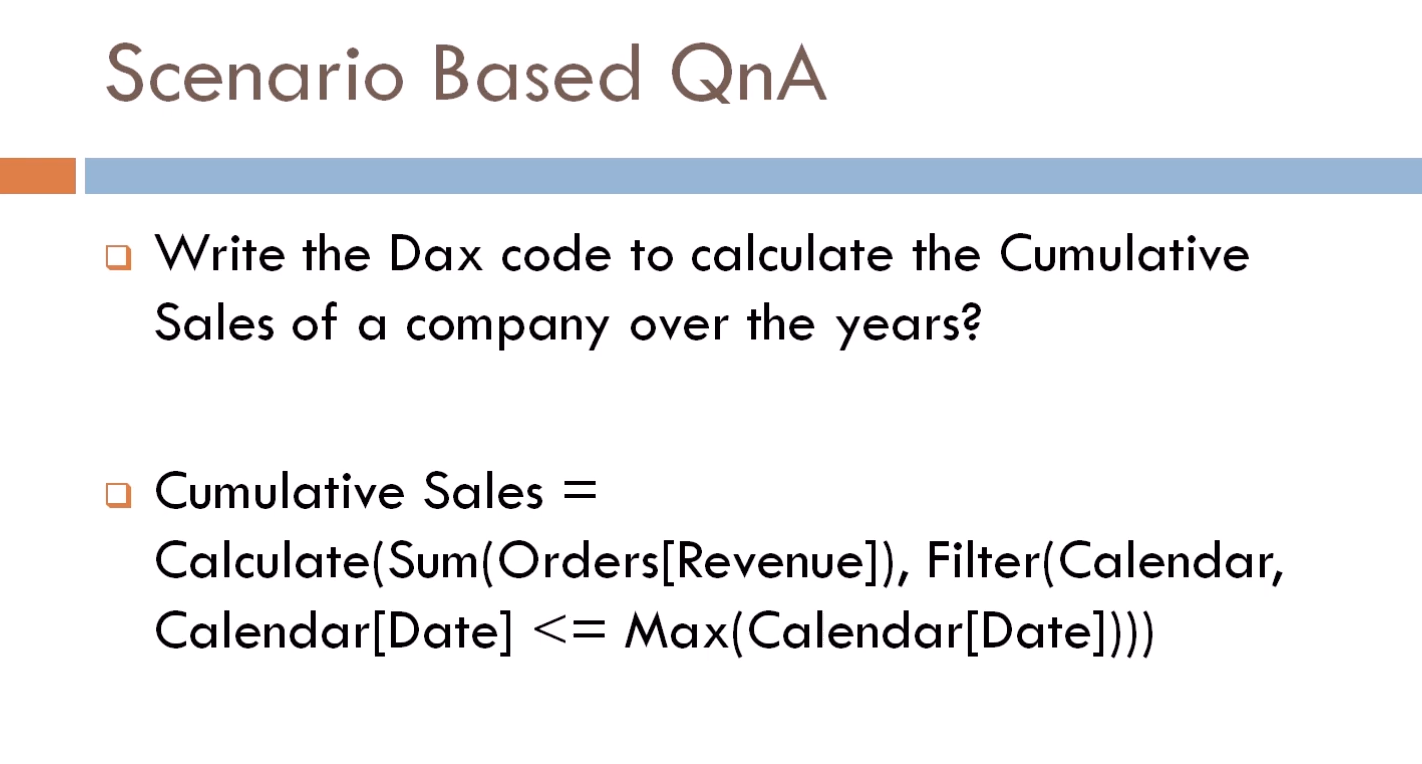 Scenario Based QnA
Write the Dax code to calculate the Cumulative
Sales of a company over the years?
Cumulative Sales =
Calculate(Sum(Orders[Revenue]), Filter(Calendar,
Calendar[Date] <= Max(Calendar[Date])))